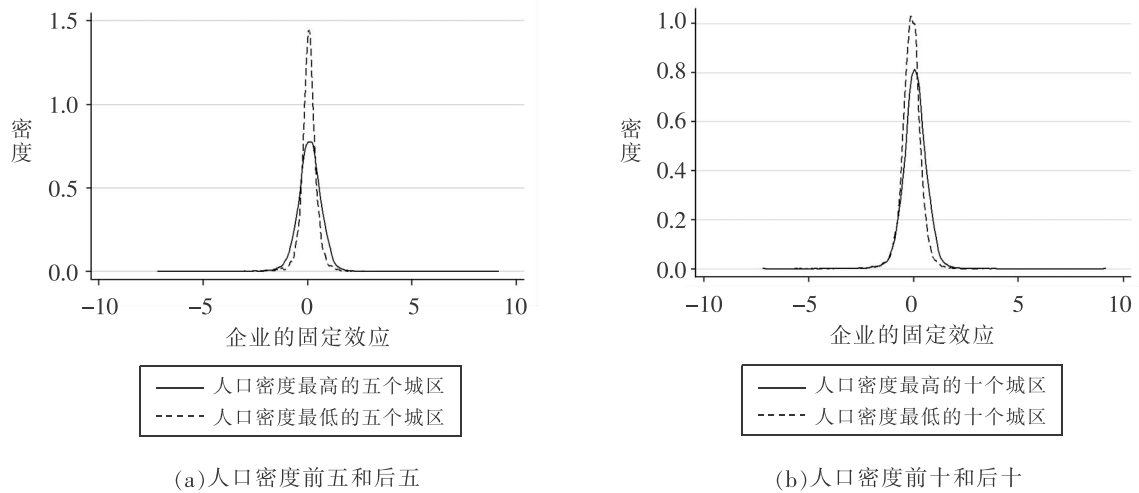 1.5
1.0
0.5
0.0
密度
−10
−5
0
5
10
企业的固定效应
人口密度最高的五个城区
人口密度最低的五个城区
(a)人口密度前五和后五
1.0
0.8
0.6
0.4
0.2
0.0
密度
−10
−5
0
5
10
企业的固定效应
人口密度最高的十个城区
人口密度最低的十个城区
(b)人口密度前十和后十